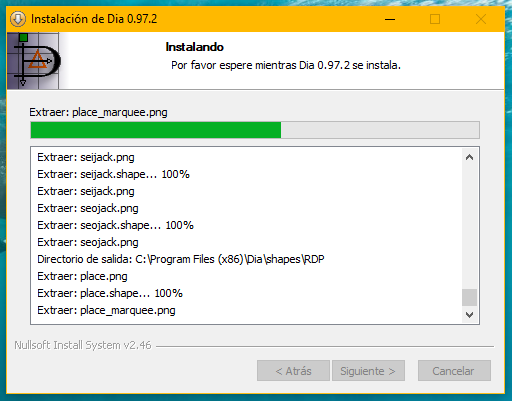 Instalación de Dia 0.97.2
Instalando
Por favor espere mientras Dia 0.97.2 se instala.
Extraer: place_marquee.png
Extraer: seijack.png
Extraer: seijack.shape... 100%
Extraer: seijack.png
Extraer: seojack.png
Extraer: seojack.shape... 100%
Extraer: seojack.png
Directorio de salida: C:\Program Files (x86)\Dia\shapes\RDP
Extraer: place.png
Extraer: place.shape... 100%
Extraer: place_marquee.png
Nullsoft Install System v2.46
< Atrás
Siguiente >
Cancelar